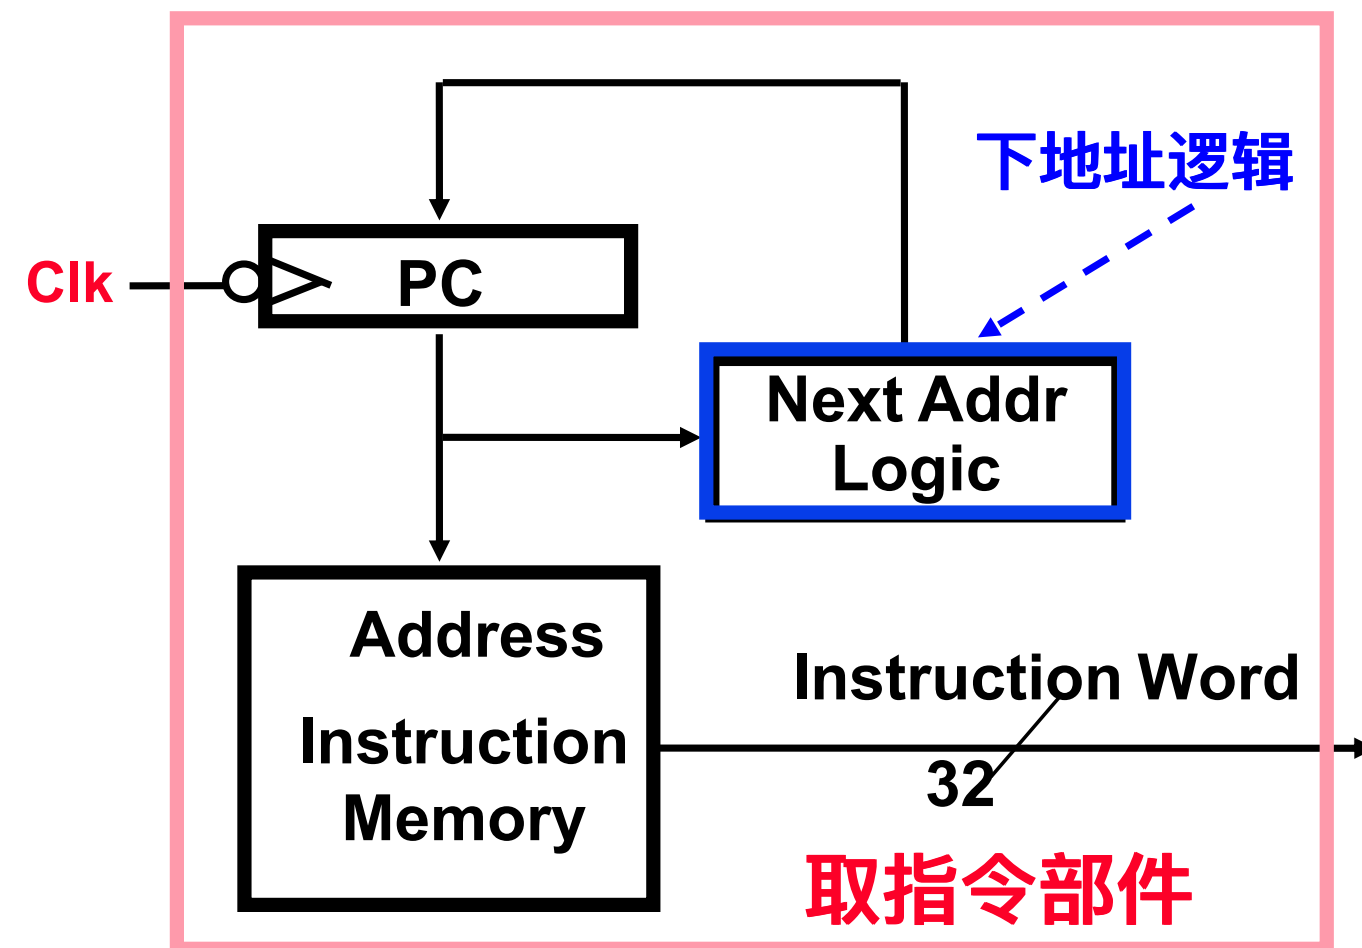 下地址逻辑
Clk
PC
Next Addr
Logic
Address
Instruction
Memory
Instruction Word
32
取指令部件